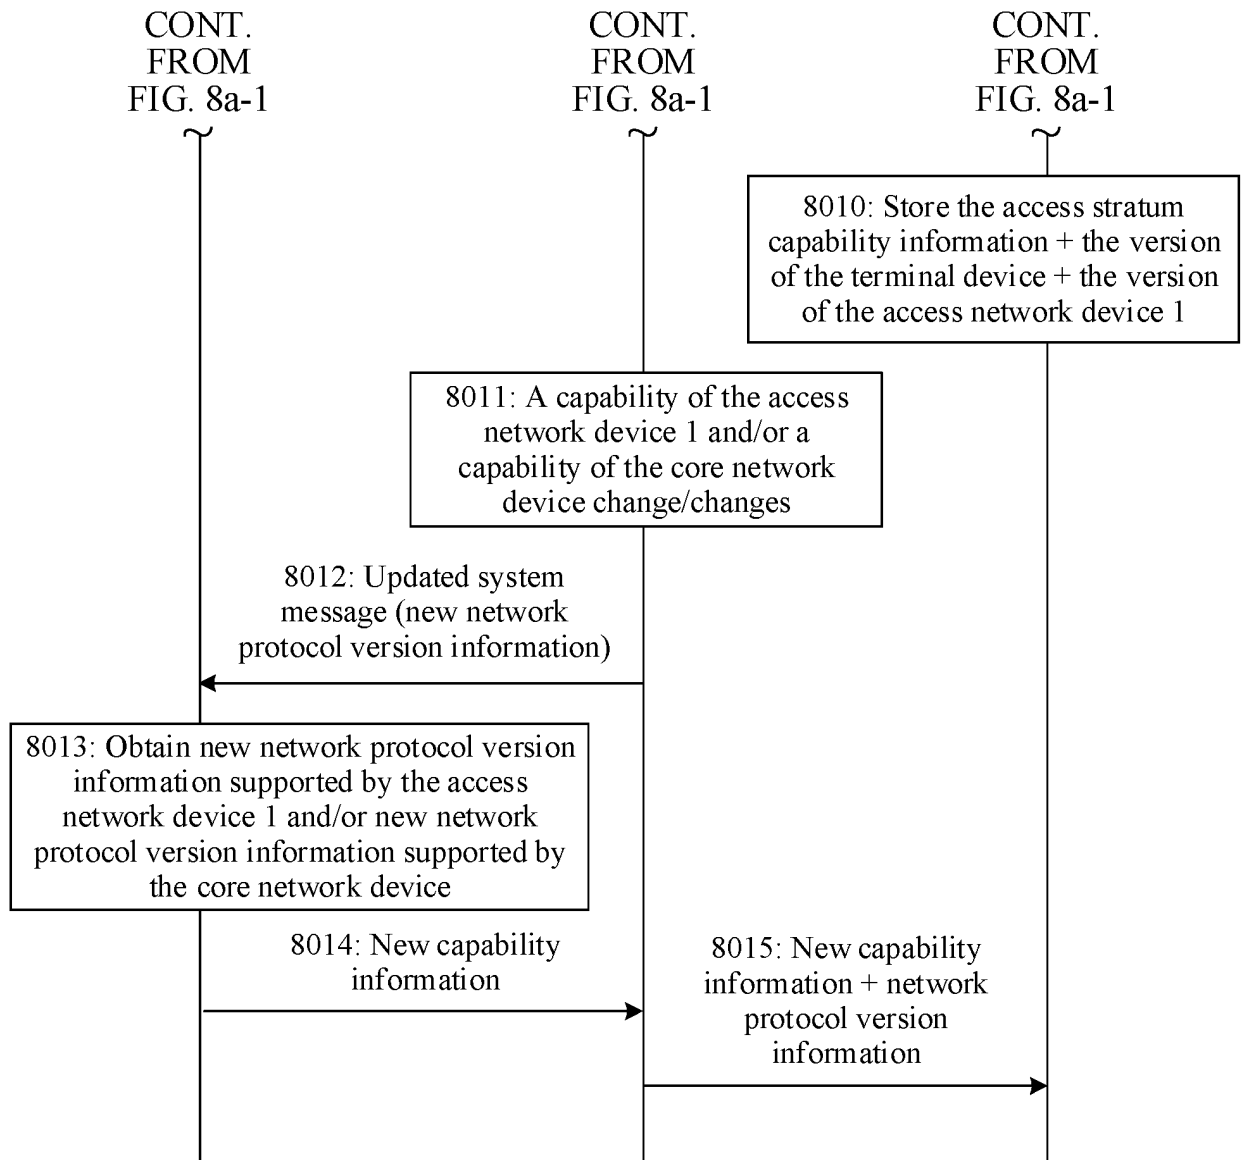 CONT.
FROM
FIG. 8a-1
CONT.
FROM
FIG. 8a-1
CONT.
FROM
FIG. 8a-1
8010: Store the access stratum
capability information + the version
of the terminal device + the version
of the access network device 1
8011: A capability of the access
network device 1 and/or a
capability of the core network
device change/changes
8012: Updated system
message (new network
protocol version information)
8013: Obtain new network protocol version
information supported by the access
network device 1 and/or new network
protocol version information supported by
the core network device
8014: New capability
information
8015: New capability
information + network
protocol version
information